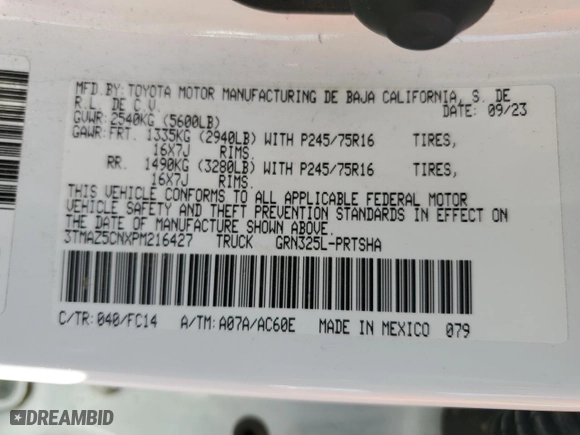 MFD.BY: TOYOTA MOTOR MANUFACTURING DE BAJA CALIFORNIA, S. DE
R.L. DE C.V. DATE: 09/23
GVWR: 2540KG (5600LB)
GAWR: FRT. 1335KG (2940LB) WITH P245/75R16 TIRES,
16X7J RIMS.
RR. 1490KG (3280LB) WITH P245/75R16 TIRES,
16X7J RIMS.
THIS VEHICLE CONFORMS TO ALL APPLICABLE FEDERAL MOTOR
VEHICLE SAFETY AND THEFT PREVENTION STANDARDS IN EFFECT ON
THE DATE OF MANUFACTURE SHOWN ABOVE.
3TMAZ5CNXPM216427 TRUCK GRN325L-PRTSHA
C/TR: 040/FC14 A/TM: A07A/AC60E MADE IN MEXICO 079
DREAMBID